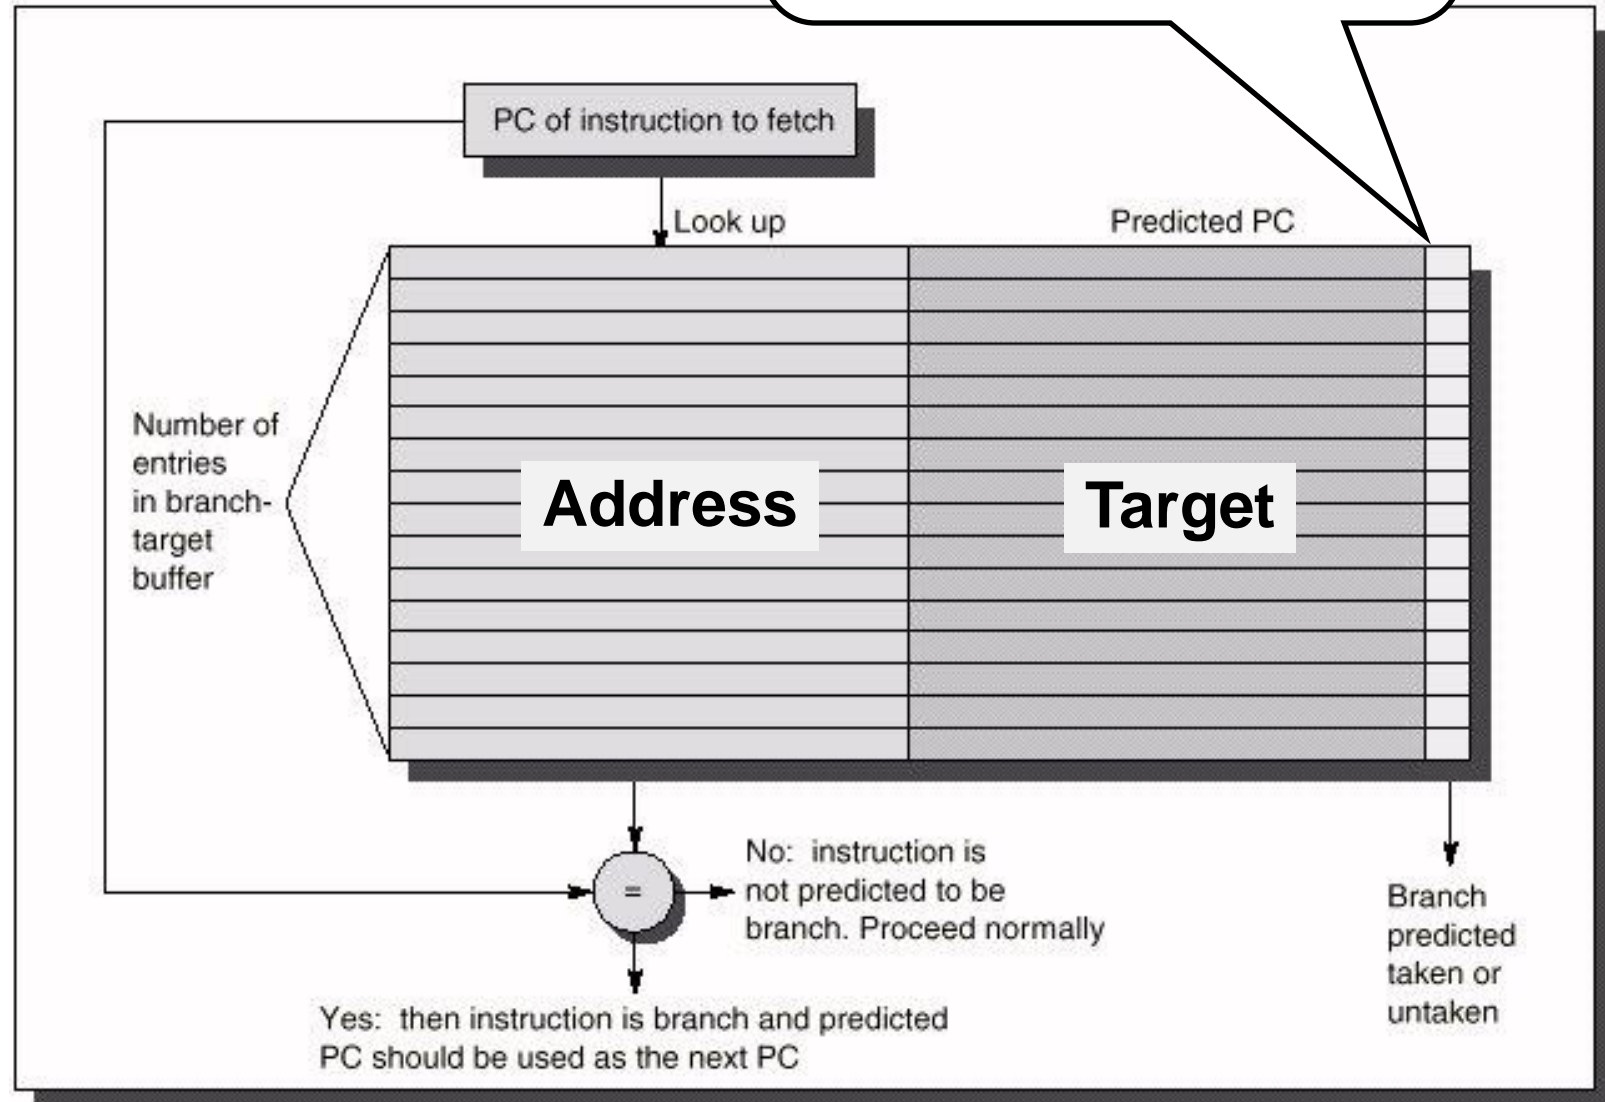 PC of instruction to fetch
Look up
Predicted PC
Number of
entries
in branch-
target
buffer
Address
Target
=
No: instruction is
not predicted to be
branch. Proceed normally
Branch
predicted
taken or
untaken
Yes: then instruction is branch and predicted
PC should be used as the next PC